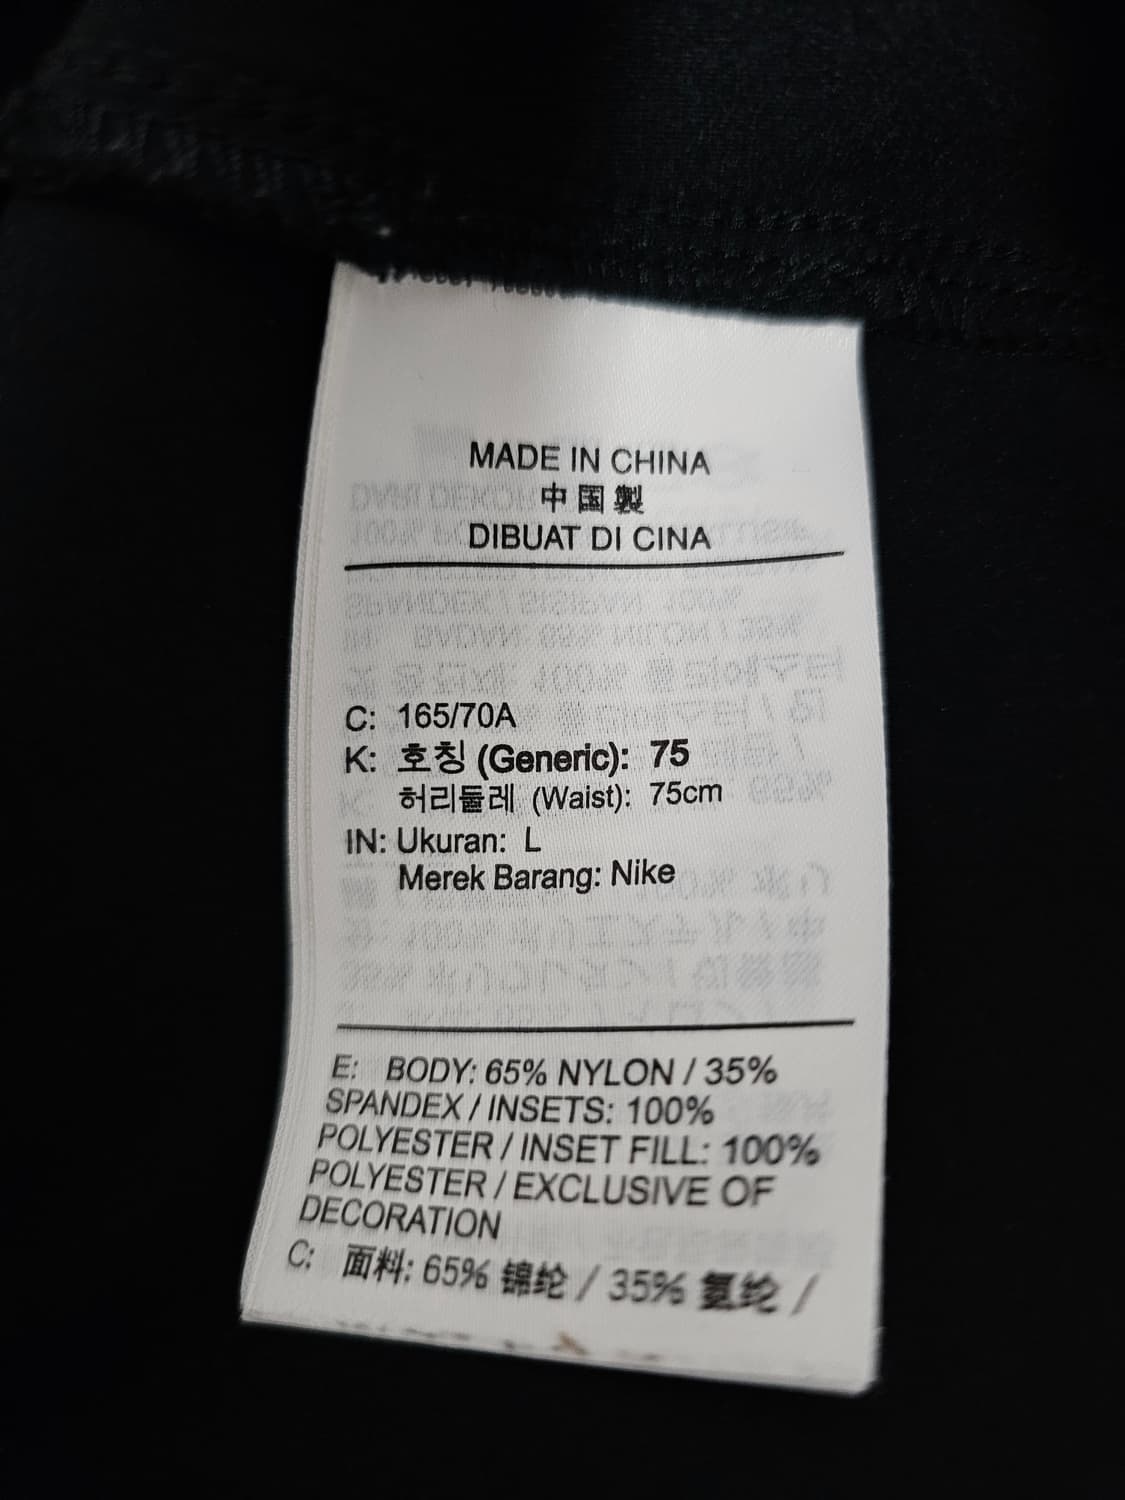 MADE IN CHINA
中国製
DIBUAT DI CINA
C: 165/70A
K: 호칭 (Generic): 75
허리둘레 (Waist): 75cm
IN: Ukuran: L
Merek Barang: Nike
E: BODY: 65% NYLON / 35%
SPANDEX / INSETS: 100%
POLYESTER / INSET FILL: 100%
POLYESTER / EXCLUSIVE OF
DECORATION
C: 面料: 65% 锦纶 / 35% 氨纶 /